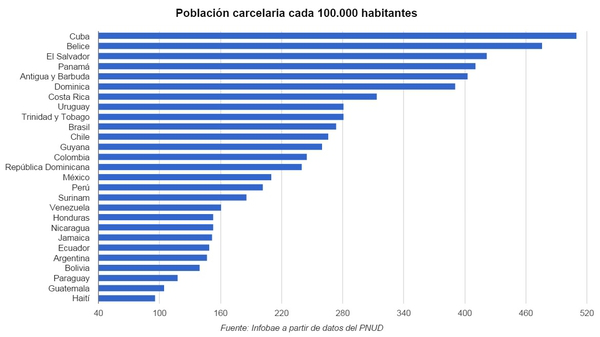 Población carcelaria cada 100.000 habitantes
Cuba
Belice
El Salvador
Panamá
Antigua y Barbuda
Dominica
Costa Rica
Uruguay
Trinidad y Tobago
Brasil
Chile
Guyana
Colombia
República Dominicana
México
Perú
Surinam
Venezuela
Honduras
Nicaragua
Jamaica
Ecuador
Argentina
Bolivia
Paraguay
Guatemala
Haití
40 100 160 220 280 340 400 460 520
Fuente: Infobae a partir de datos del PNUD